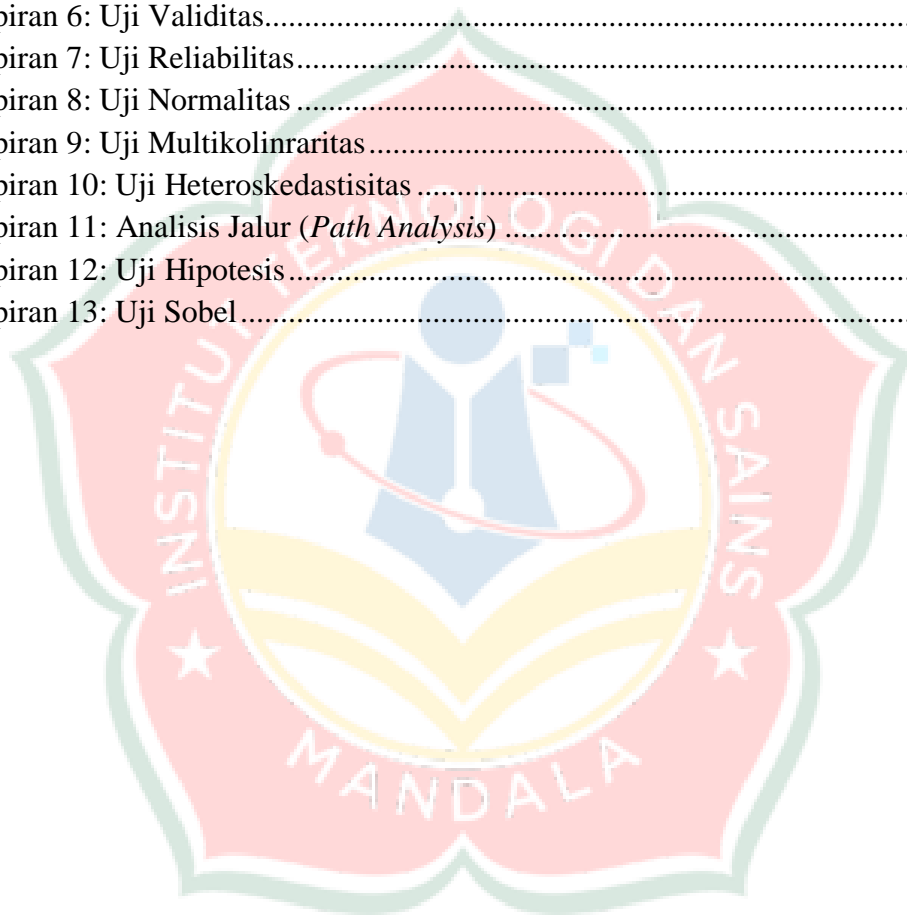 piran 6: Uji Validitas
piran 7: Uji Reliabilitas
piran 8: Uji Normalitas
piran 9: Uji Multikolinraritas
piran 10: Uji Heteroskedastisitas
piran 11: Analisis Jalur (Path Analysis)
piran 12: Uji Hipotesis
piran 13: Uji Sobel
INSTITUT TEKNOLOGI DAN SAINS
MANDALA